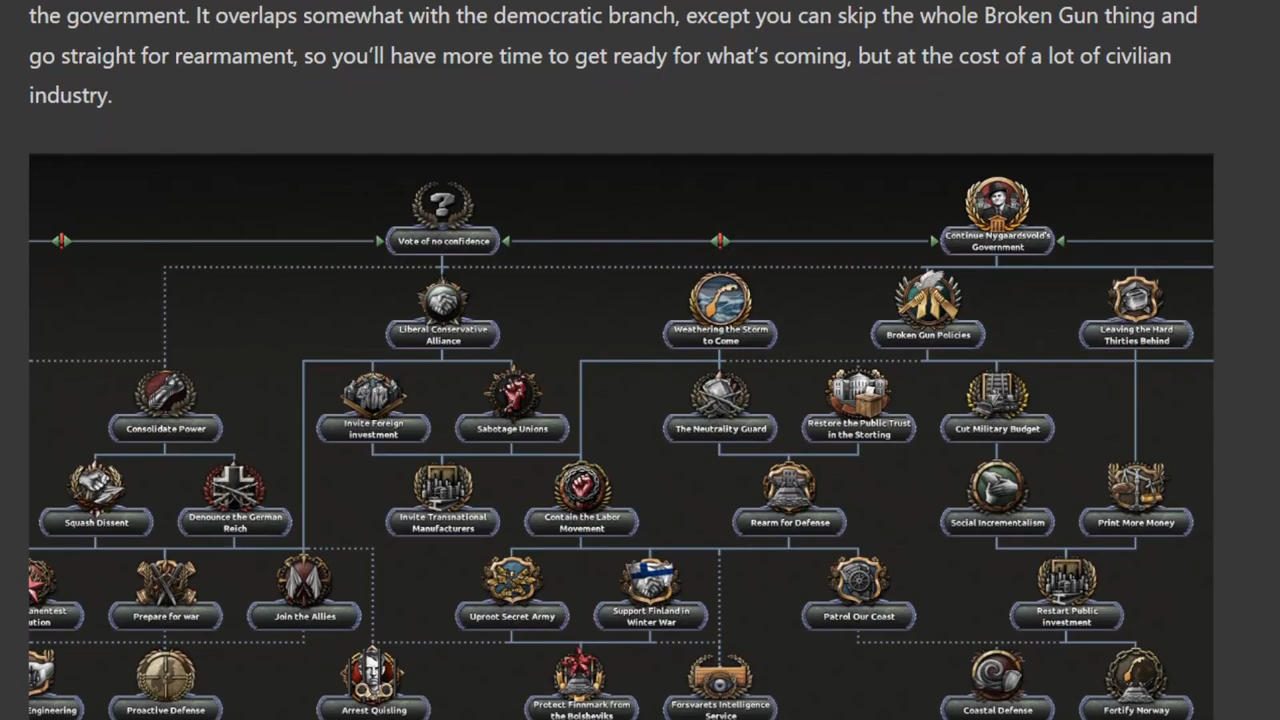 the government. It overlaps somewhat with the democratic branch, except you can skip the whole Broken Gun thing and
go straight for rearmament, so you’ll have more time to get ready for what’s coming, but at the cost of a lot of civilian
industry.
Vote of no confidence
Continue Nygaardsvold's
Government
Liberal Conservative
Alliance
Weathering the Storm
to Come
Broken Gun Policies
Leaving the Hard
Thirties Behind
Consolidate Power
Invite Foreign
investment
Sabotage Unions
The Neutrality Guard
Restore the Public Trust
in the Storting
Cut Military Budget
Squash Dissent
Denounce the German
Reich
Invite Transnational
Manufacturers
Contain the Labor
Movement
Rearm for Defense
Social Incrementalism
Print More Money
Prepare for war
Join the Allies
Uproot Secret Army
Support Finland in
Winter War
Patrol Our Coast
Restart Public
investment
Engineering
Proactive Defense
Arrest Quisling
Protect Finnmark from
the Bolsheviks
Forsvarets Intelligence
Service
Coastal Defense
Fortify Norway